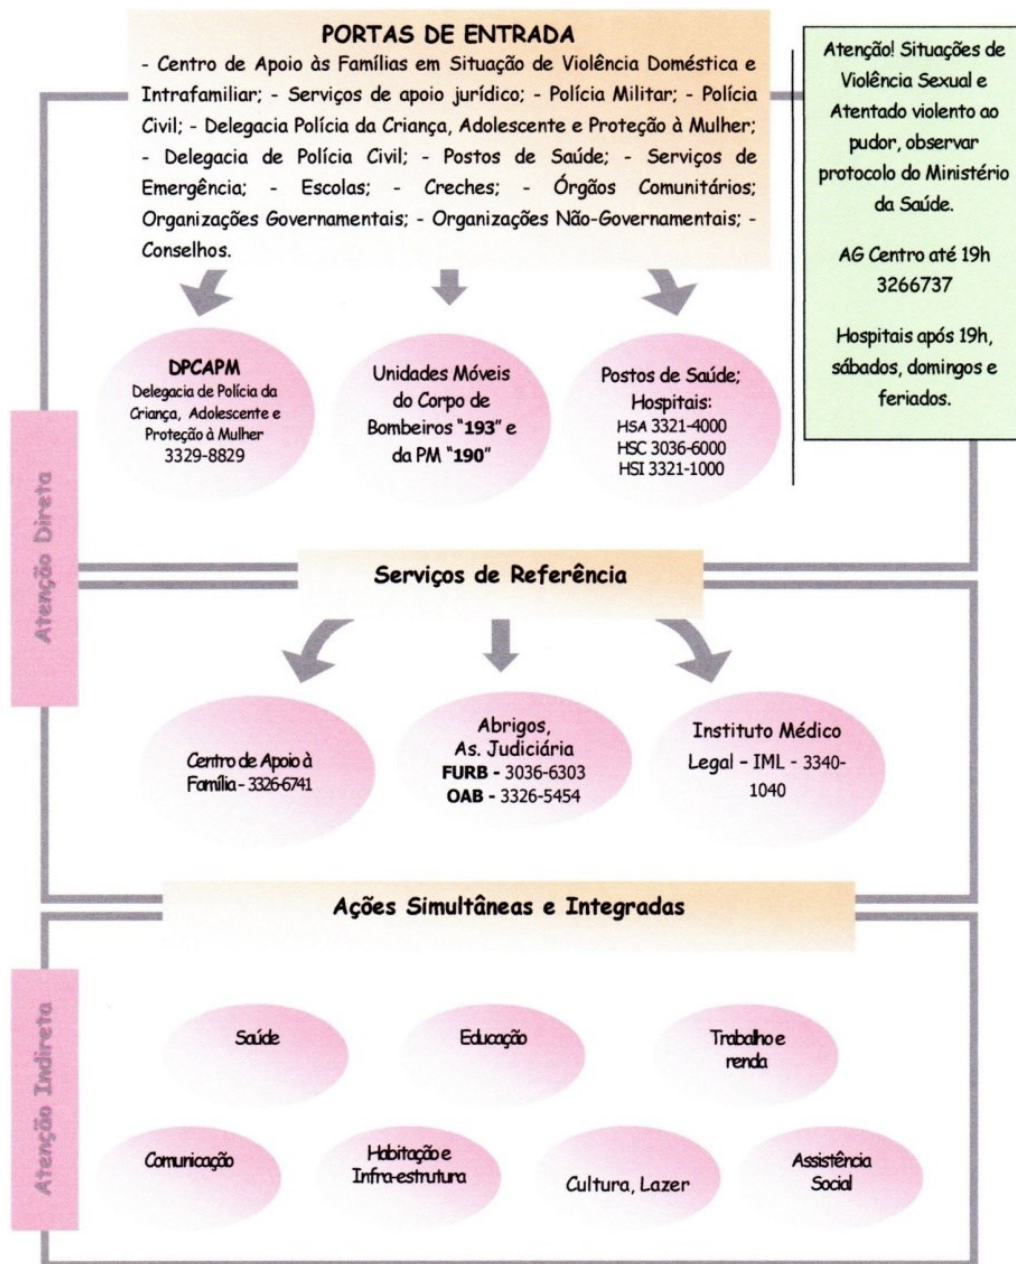 PORTAS DE ENTRADA
- Centro de Apoio às Famílias em Situação de Violência Doméstica e
Intrafamiliar; - Serviços de apoio jurídico; - Polícia Militar; - Polícia
Civil; - Delegacia Polícia da Criança, Adolescente e Proteção à Mulher;
- Delegacia de Polícia Civil; - Postos de Saúde; - Serviços de
Emergência; - Escolas; - Creches; - Órgãos Comunitários;
Organizações Governamentais; - Organizações Não-Governamentais; -
Conselhos.
Atenção! Situações de
Violência Sexual e
Atentado violento ao
pudor, observar
protocolo do Ministério
da Saúde.
AG Centro até 19h
3266737
Hospitais após 19h,
sábados, domingos e
feriados.
DPCAPM
Delegacia de Polícia da
Criança, Adolescente e
Proteção à Mulher
3329-8829
Unidades Móveis
do Corpo de
Bombeiros "193" e
da PM "190"
Postos de Saúde;
Hospitais:
HSA 3321-4000
HSC 3036-6000
HSI 3321-1000
Atenção Direta
Serviços de Referência
Centro de Apoio à
Família - 3326-6741
Abrigos,
As. Judiciária
FURB - 3036-6303
OAB - 3326-5454
Instituto Médico
Legal – IML - 3340-
1040
Ações Simultâneas e Integradas
Atenção Indireta
Saúde
Educação
Trabalho e
renda
Comunicação
Habitação e
Infra-estrutura
Cultura, Lazer
Assistência
Social